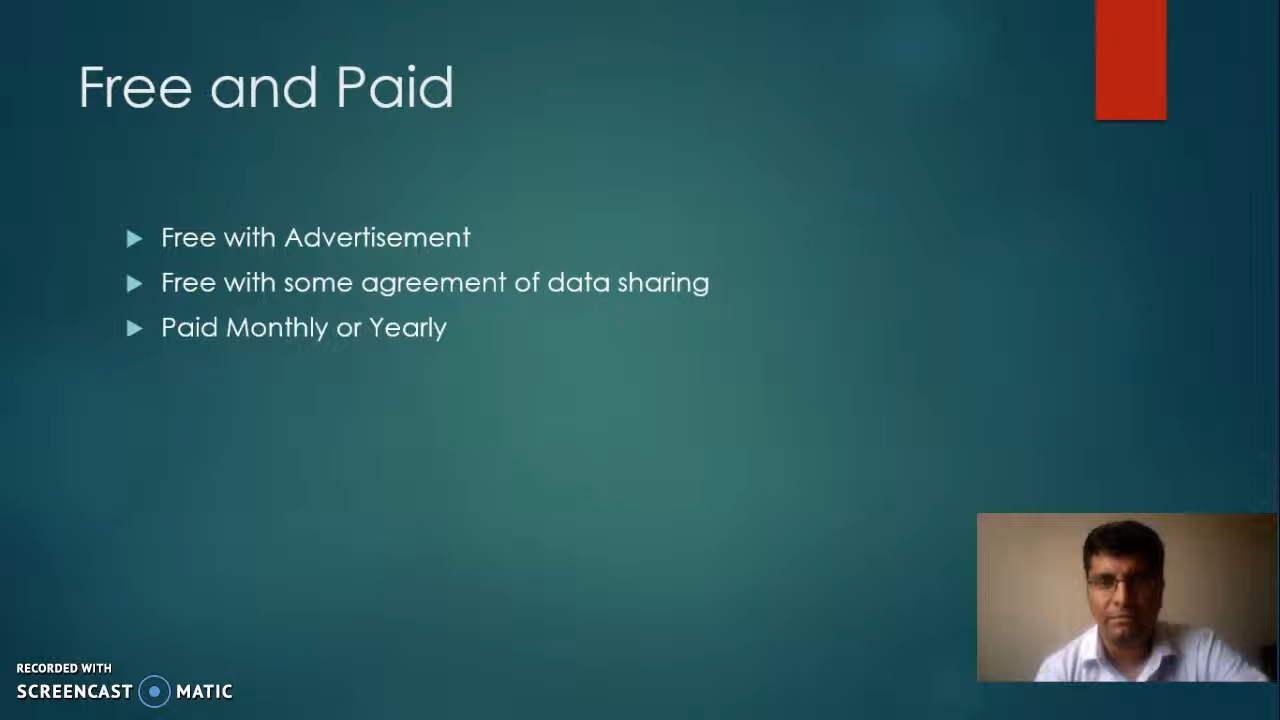 Free and Paid
Free with Advertisement
Free with some agreement of data sharing
Paid Monthly or Yearly
RECORDED WITH
SCREENCAST MATIC